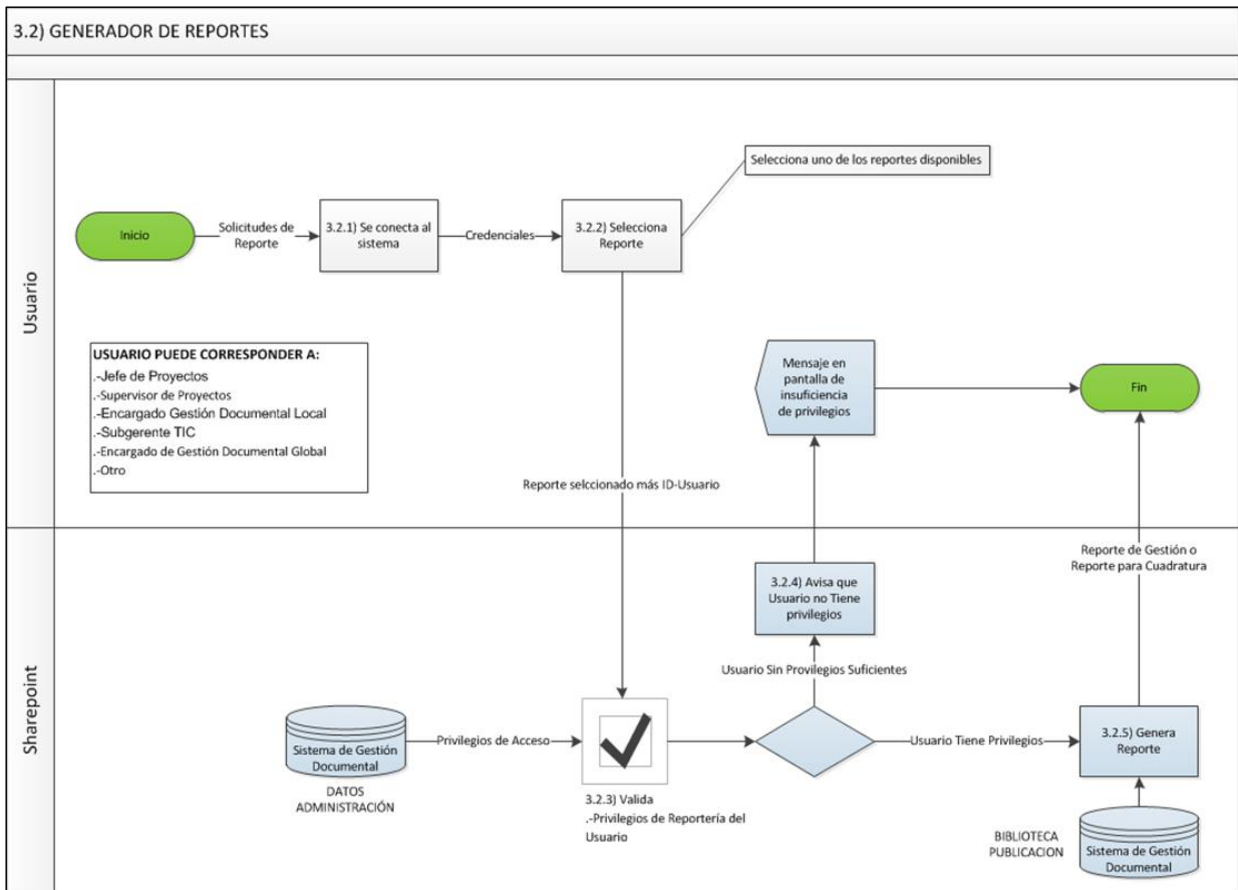 3.2) GENERADOR DE REPORTES
Usuario
Selecciona uno de los reportes disponibles
Inicio
Solicitudes de
Reporte
3.2.1) Se conecta al
sistema
Credenciales
3.2.2) Selecciona
Reporte
USUARIO PUEDE CORRESPONDER A:
.-Jefe de Proyectos
.-Supervisor de Proyectos
.-Encargado Gestión Documental Local
.-Subgerente TIC
.-Encargado de Gestión Documental Global
.-Otro
Mensaje en
pantalla de
insuficiencia
de privilegios
Fin
Reporte selccionado más ID-Usuario
Sharepoint
Reporte de Gestión o
Reporte para Cuadratura
3.2.4) Avisa que
Usuario no Tiene
privilegios
Usuario Sin Provilegios Suficientes
Sistema de Gestión
Documental
DATOS
ADMINISTRACIÓN
Privilegios de Acceso
3.2.3) Valida
.-Privilegios de Reportería del
Usuario
Usuario Tiene Privilegios
3.2.5) Genera
Reporte
BIBLIOTECA
PUBLICACION
Sistema de Gestión
Documental